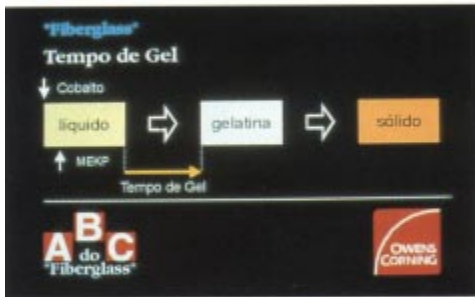 "Fiberglass"
Tempo de Gel
Cobalto
líquido
gelatina
sólido
MEKP
Tempo de Gel
A B C
do
"Fiberglass"
OWENS
CORNING